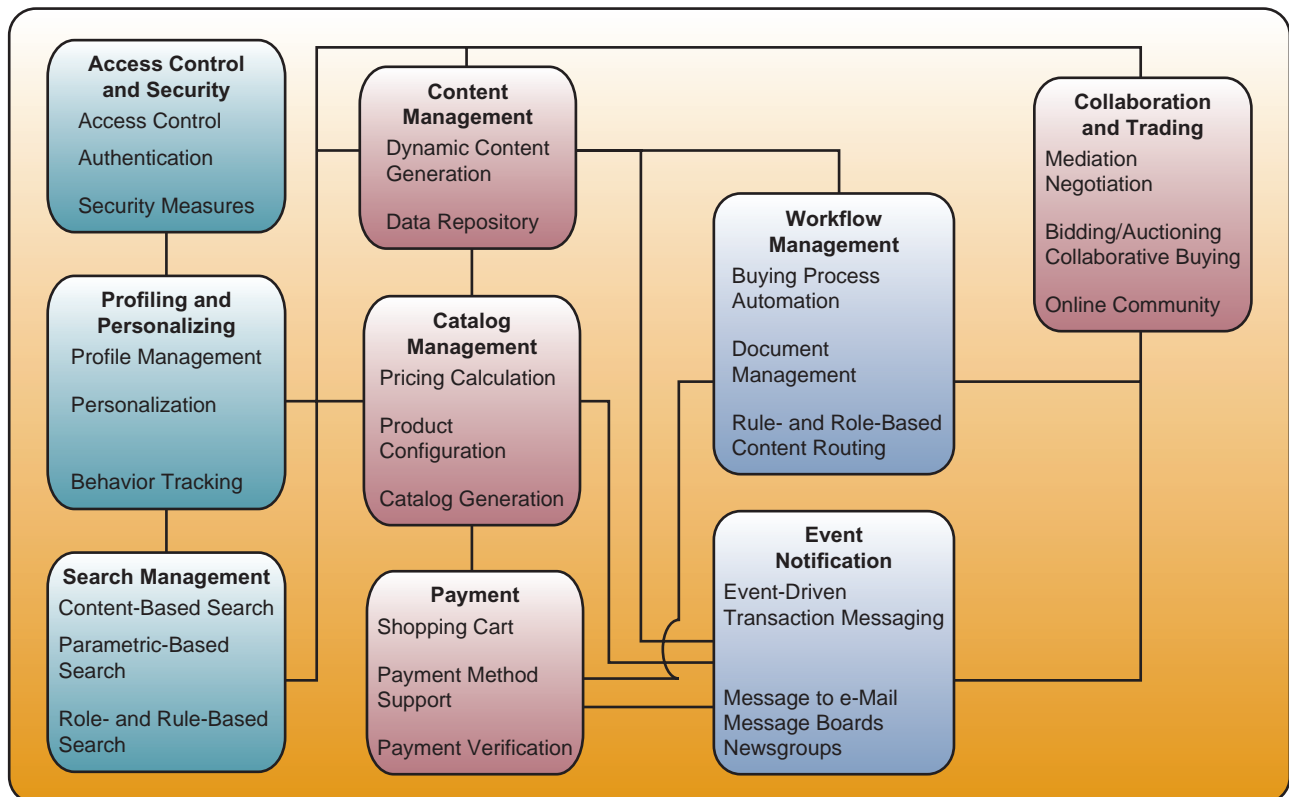 Access Control
and Security
Access Control
Authentication
Security Measures
Profiling and
Personalizing
Profile Management
Personalization
Behavior Tracking
Search Management
Content-Based Search
Parametric-Based
Search
Role- and Rule-Based
Search
Content
Management
Dynamic Content
Generation
Data Repository
Catalog
Management
Pricing Calculation
Product
Configuration
Catalog Generation
Payment
Shopping Cart
Payment Method
Support
Payment Verification
Workflow
Management
Buying Process
Automation
Document
Management
Rule- and Role-Based
Content Routing
Event
Notification
Event-Driven
Transaction Messaging
Message to e-Mail
Message Boards
Newsgroups
Collaboration
and Trading
Mediation
Negotiation
Bidding/Auctioning
Collaborative Buying
Online Community